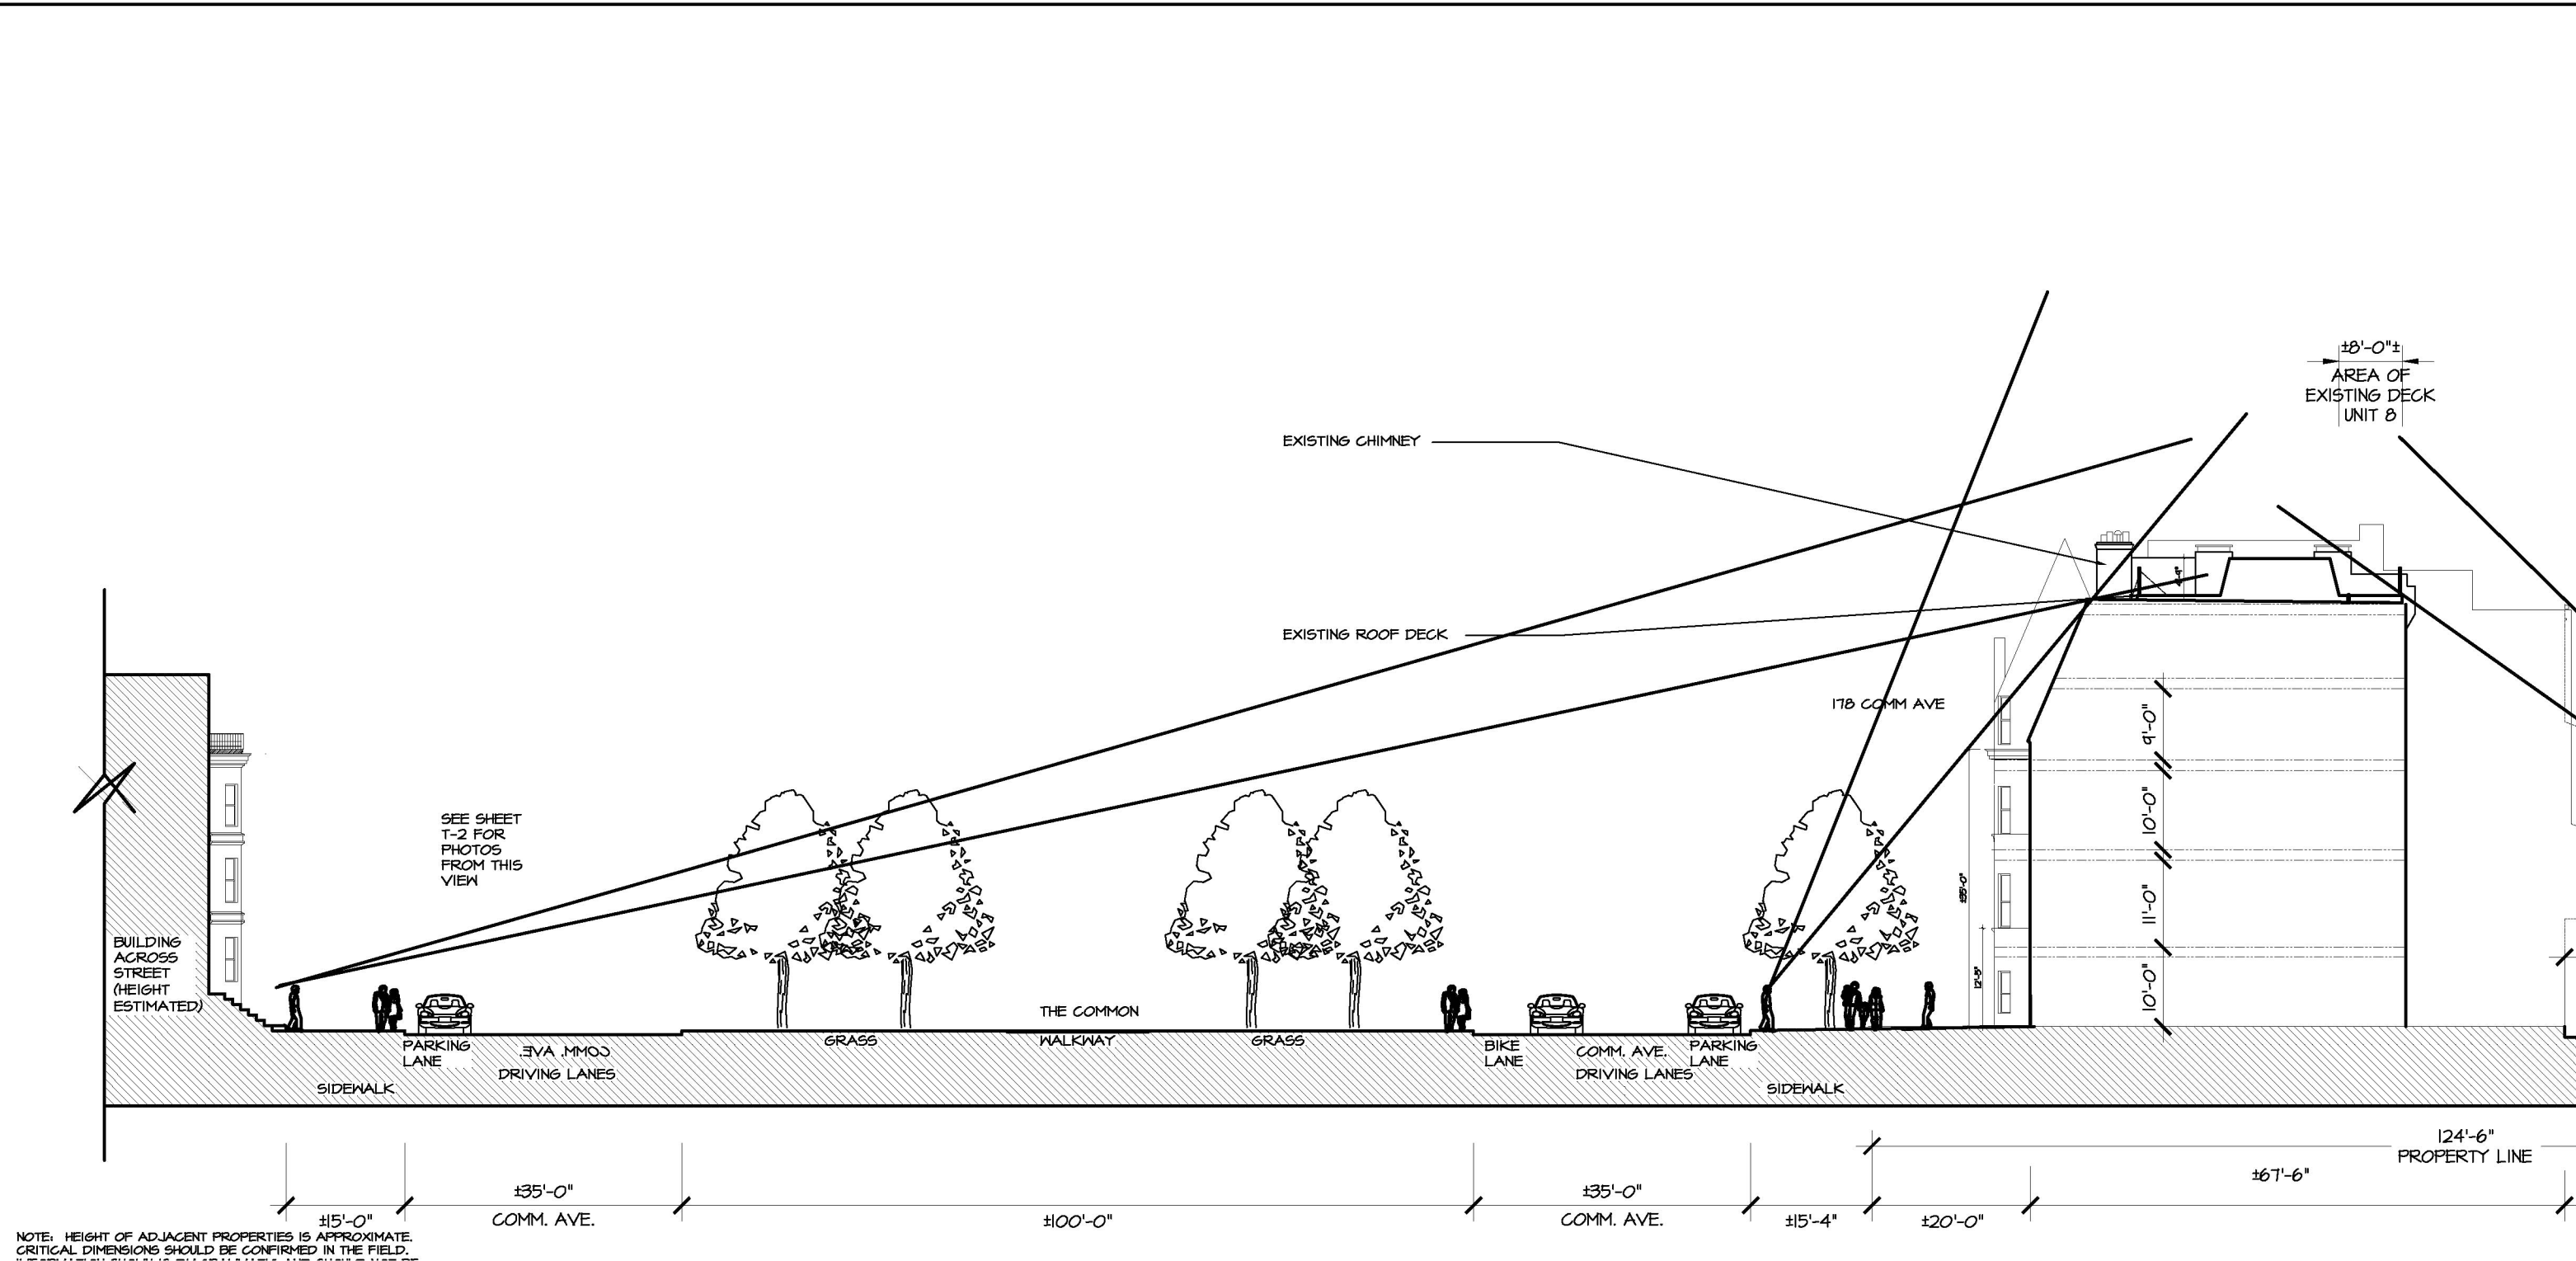 ±8'-0"±
AREA OF
EXISTING DECK
UNIT 8
EXISTING CHIMNEY
EXISTING ROOF DECK
178 COMM AVE
9'-0"
10'-0"
11'-0"
10'-0"
12'-8"
SEE SHEET
T-2 FOR
PHOTOS
FROM THIS
VIEW
BUILDING
ACROSS
STREET
(HEIGHT
ESTIMATED)
THE COMMON
PARKING
LANE
COMM. AVE.
DRIVING LANES
SIDEWALK
GRASS
WALKWAY
GRASS
BIKE
LANE
COMM. AVE.
DRIVING LANES
PARKING
LANE
SIDEWALK
124'-6"
PROPERTY LINE
±67'-6"
±15'-0"
±35'-0"
COMM. AVE.
±100'-0"
±35'-0"
COMM. AVE.
±15'-4"
±20'-0"
NOTE: HEIGHT OF ADJACENT PROPERTIES IS APPROXIMATE.
CRITICAL DIMENSIONS SHOULD BE CONFIRMED IN THE FIELD.